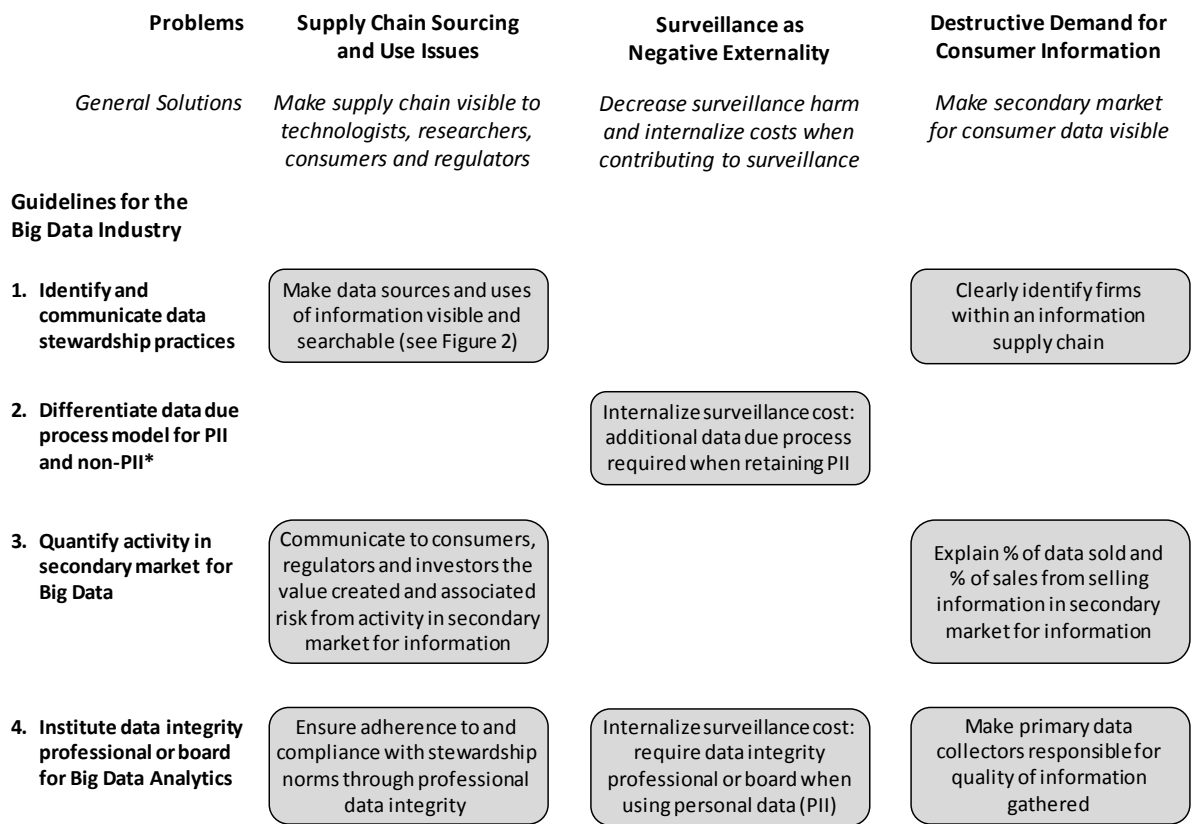 Problems
Supply Chain Sourcing
and Use Issues
Surveillance as
Negative Externality
Destructive Demand for
Consumer Information
General Solutions
Make supply chain visible to
technologists, researchers,
consumers and regulators
Decrease surveillance harm
and internalize costs when
contributing to surveillance
Make secondary market
for consumer data visible
Guidelines for the
Big Data Industry
1. Identify and
communicate data
stewardship practices
Make data sources and uses
of information visible and
searchable (see Figure 2)
Clearly identify firms
within an information
supply chain
2. Differentiate data due
process model for PII
and non-PII*
Internalize surveillance cost:
additional data due process
required when retaining PII
3. Quantify activity in
secondary market for
Big Data
Communicate to consumers,
regulators and investors the
value created and associated
risk from activity in secondary
market for information
Explain % of data sold and
% of sales from selling
information in secondary
market for information
4. Institute data integrity
professional or board
for Big Data Analytics
Ensure adherence to and
compliance with stewardship
norms through professional
data integrity
Internalize surveillance cost:
require data integrity
professional or board when
using personal data (PII)
Make primary data
collectors responsible for
quality of information
gathered